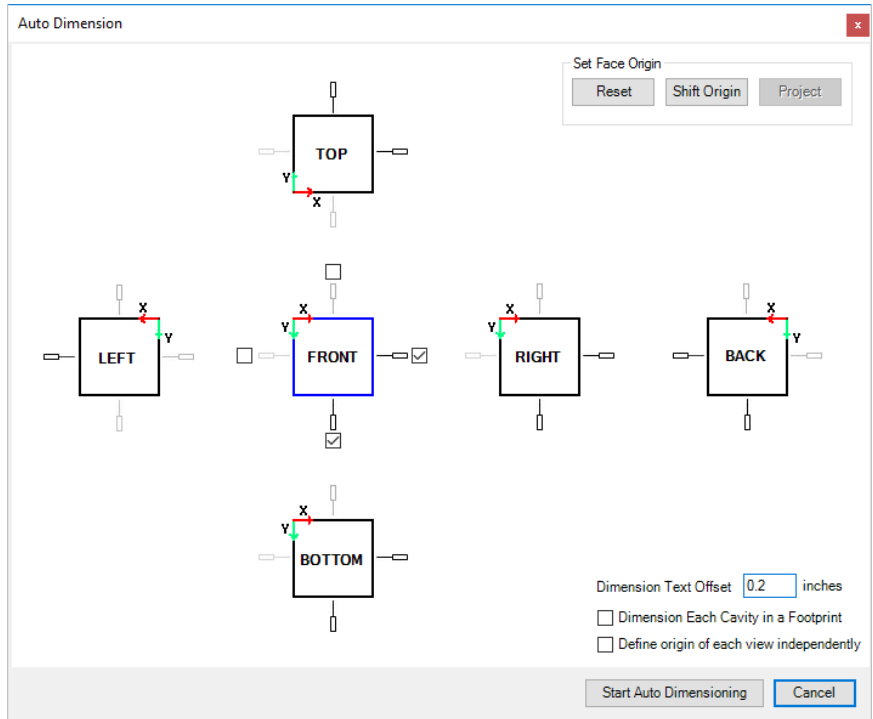 Auto Dimension
x
Set Face Origin
Reset Shift Origin Project
TOP
Y
X
X
Y
LEFT
X
Y
FRONT
X
Y
RIGHT
X
Y
BACK
X
Y
BOTTOM
Dimension Text Offset 0.2 inches
Dimension Each Cavity in a Footprint
Define origin of each view independently
Start Auto Dimensioning Cancel